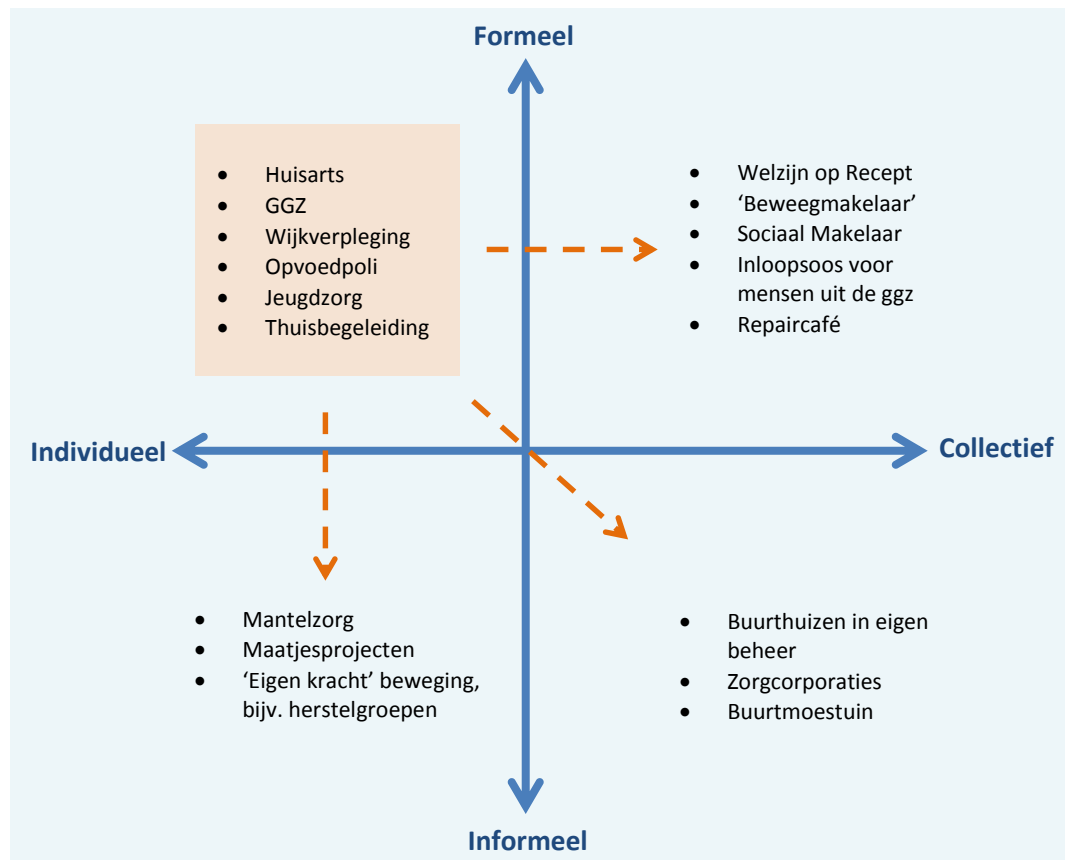 Formeel
• Huisarts
• GGZ
• Wijkverpleging
• Opvoedpoli
• Jeugdzorg
• Thuisbegeleiding
• Welzijn op Recept
• ‘Beweegmakelaar’
• Sociaal Makelaar
• Inloopsoos voor
mensen uit de ggz
• Repaircafé
Individueel
Collectief
• Mantelzorg
• Maatjesprojecten
• ‘Eigen kracht’ beweging,
bijv. herstelgroepen
• Buurthuizen in eigen
beheer
• Zorgcorporaties
• Buurtmoestuin
Informeel